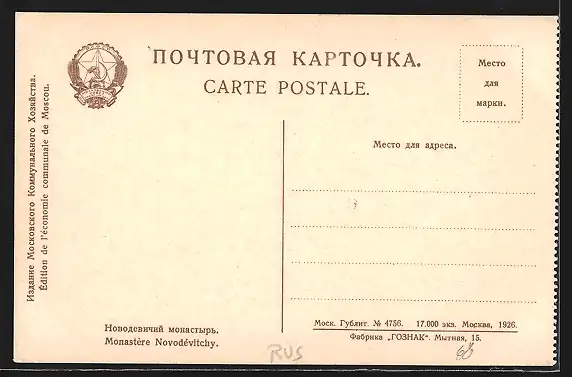 ПОЧТОВАЯ КАРТОЧКА.
CARTE POSTALE.
Место
для
марки.
Издание Московского Коммунального Хозяйства.
Édition de l'économie communale de Moscou.
Место для адреса.
Новодевичий монастырь.
Monastère Novodévitchy.
Моск. Гублит. № 4756. 17.000 экз. Москва, 1926.
Фабрика „ГОЗНАК“. Мытная, 15.
RUS